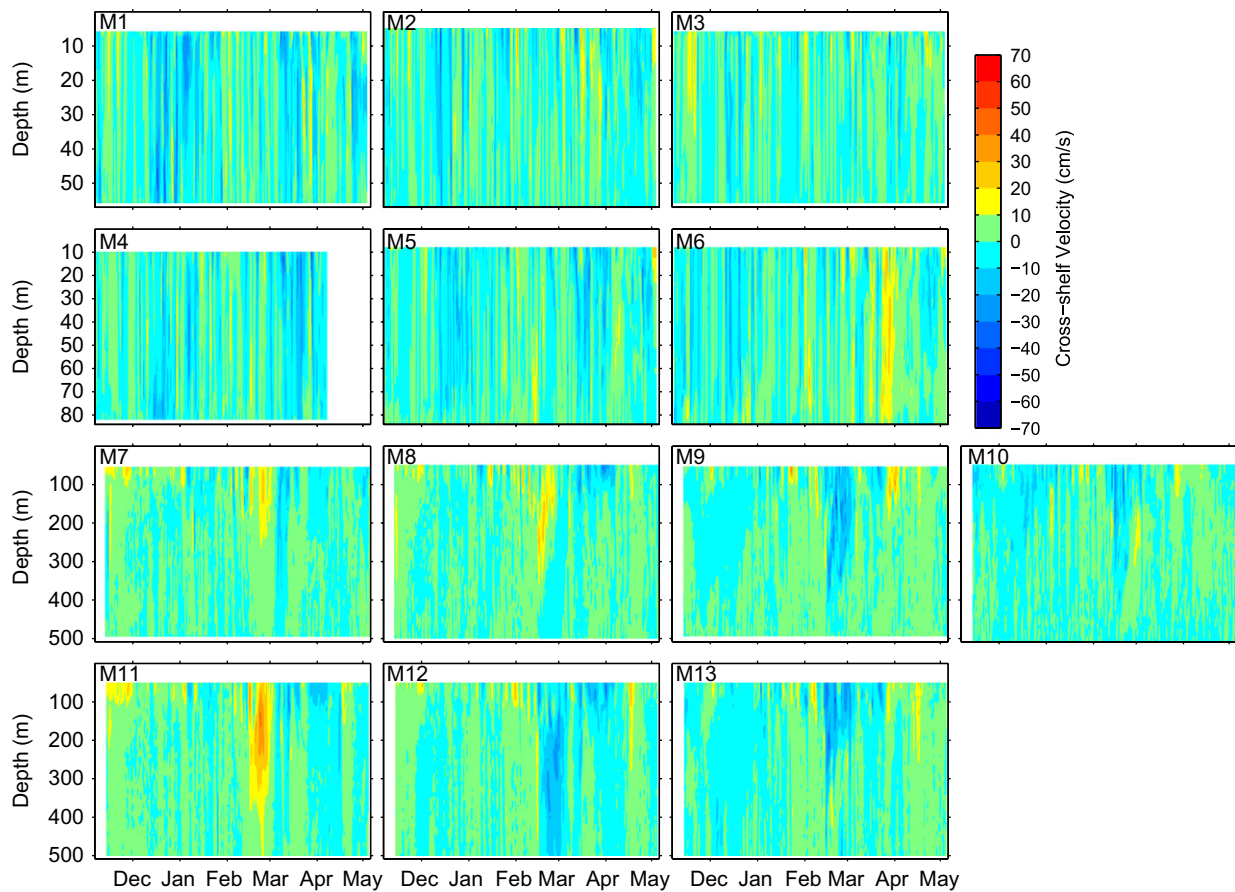 M1
M2
M3
10
20
30
40
50
Depth (m)
70
60
50
40
30
20
10
0
−10
−20
−30
−40
−50
−60
−70
Cross−shelf Velocity (cm/s)
M4
M5
M6
10
20
30
40
50
60
70
80
Depth (m)
M7
M8
M9
M10
100
200
300
400
500
Depth (m)
M11
M12
M13
100
200
300
400
500
Depth (m)
Dec Jan Feb Mar Apr May
Dec Jan Feb Mar Apr May
Dec Jan Feb Mar Apr May